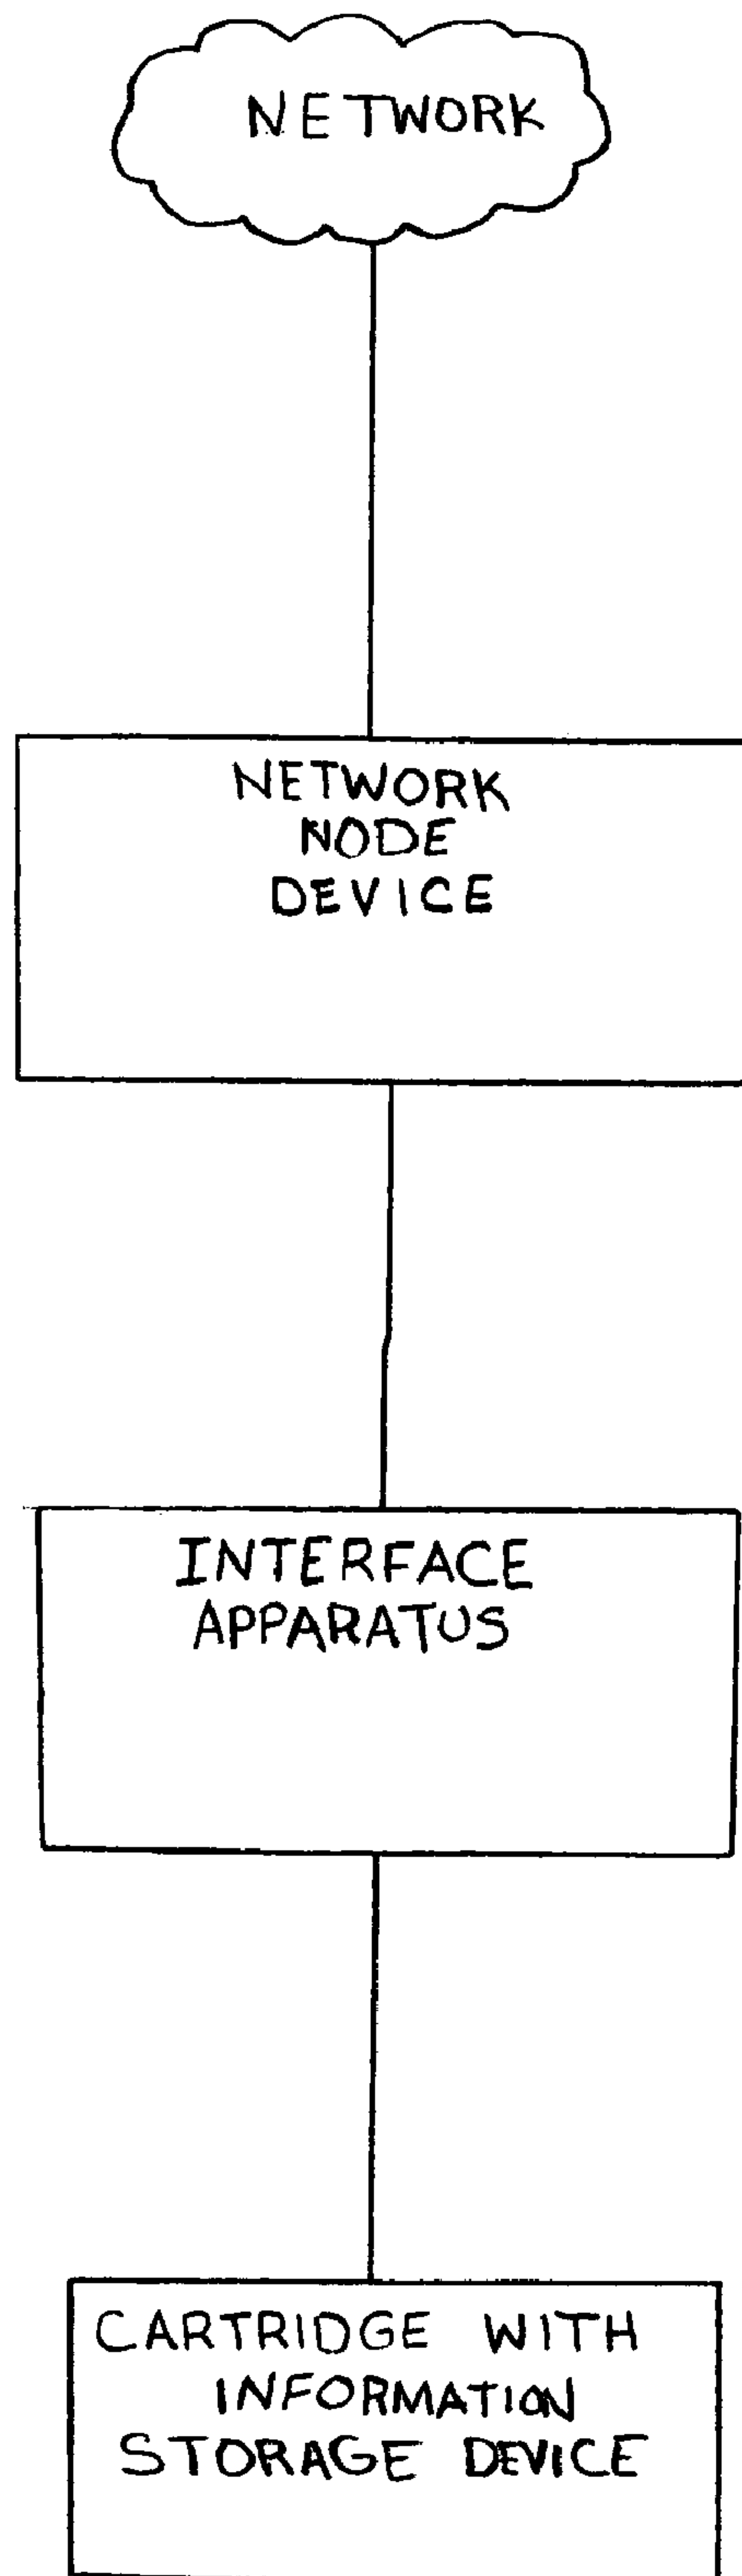 NETWORK
NETWORK
NODE
DEVICE
INTERFACE
APPARATUS
CARTRIDGE WITH
INFORMATION
STORAGE DEVICE